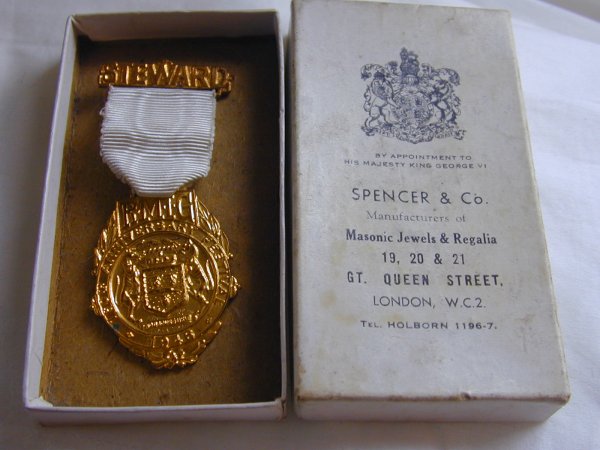 STEWARD
R.M.I.G.
1948
BY APPOINTMENT TO
HIS MAJESTY KING GEORGE VI
SPENCER & Co.
Manufacturers of
Masonic Jewels & Regalia
19, 20 & 21
GT. QUEEN STREET.
LONDON, W.C.2.
TEL. HOLBORN 1196-7.